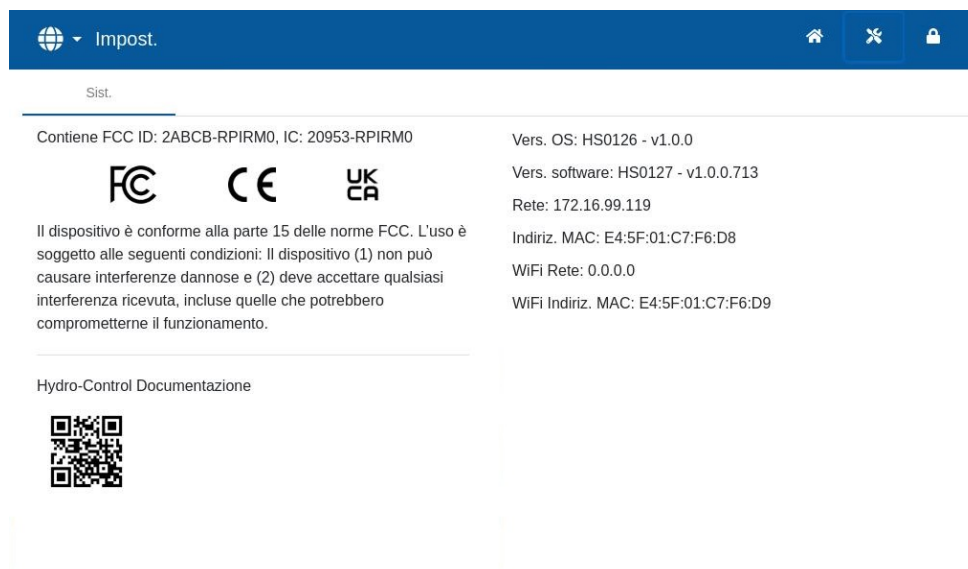 Impost.
Sist.
Contiene FCC ID: 2ABCB-RPIRM0, IC: 20953-RPIRM0
FC CE UK
CA
Il dispositivo è conforme alla parte 15 delle norme FCC. L'uso è
soggetto alle seguenti condizioni: Il dispositivo (1) non può
causare interferenze dannose e (2) deve accettare qualsiasi
interferenza ricevuta, incluse quelle che potrebbero
comprometterne il funzionamento.
Hydro-Control Documentazione
Vers. OS: HS0126 - v1.0.0
Vers. software: HS0127 - v1.0.0.713
Rete: 172.16.99.119
Indiriz. MAC: E4:5F:01:C7:F6:D8
WiFi Rete: 0.0.0.0
WiFi Indiriz. MAC: E4:5F:01:C7:F6:D9